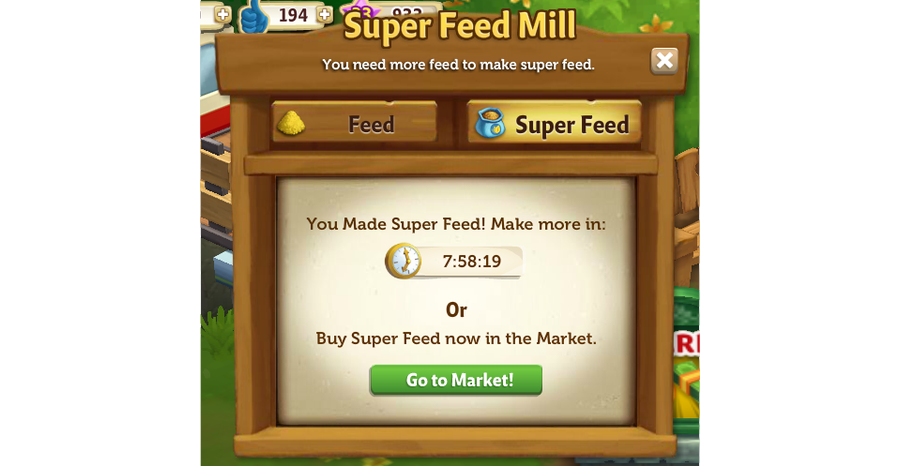 194
Super Feed Mill
You need more feed to make super feed.
Feed
Super Feed
You Made Super Feed! Make more in:
7:58:19
Or
Buy Super Feed now in the Market.
Go to Market!